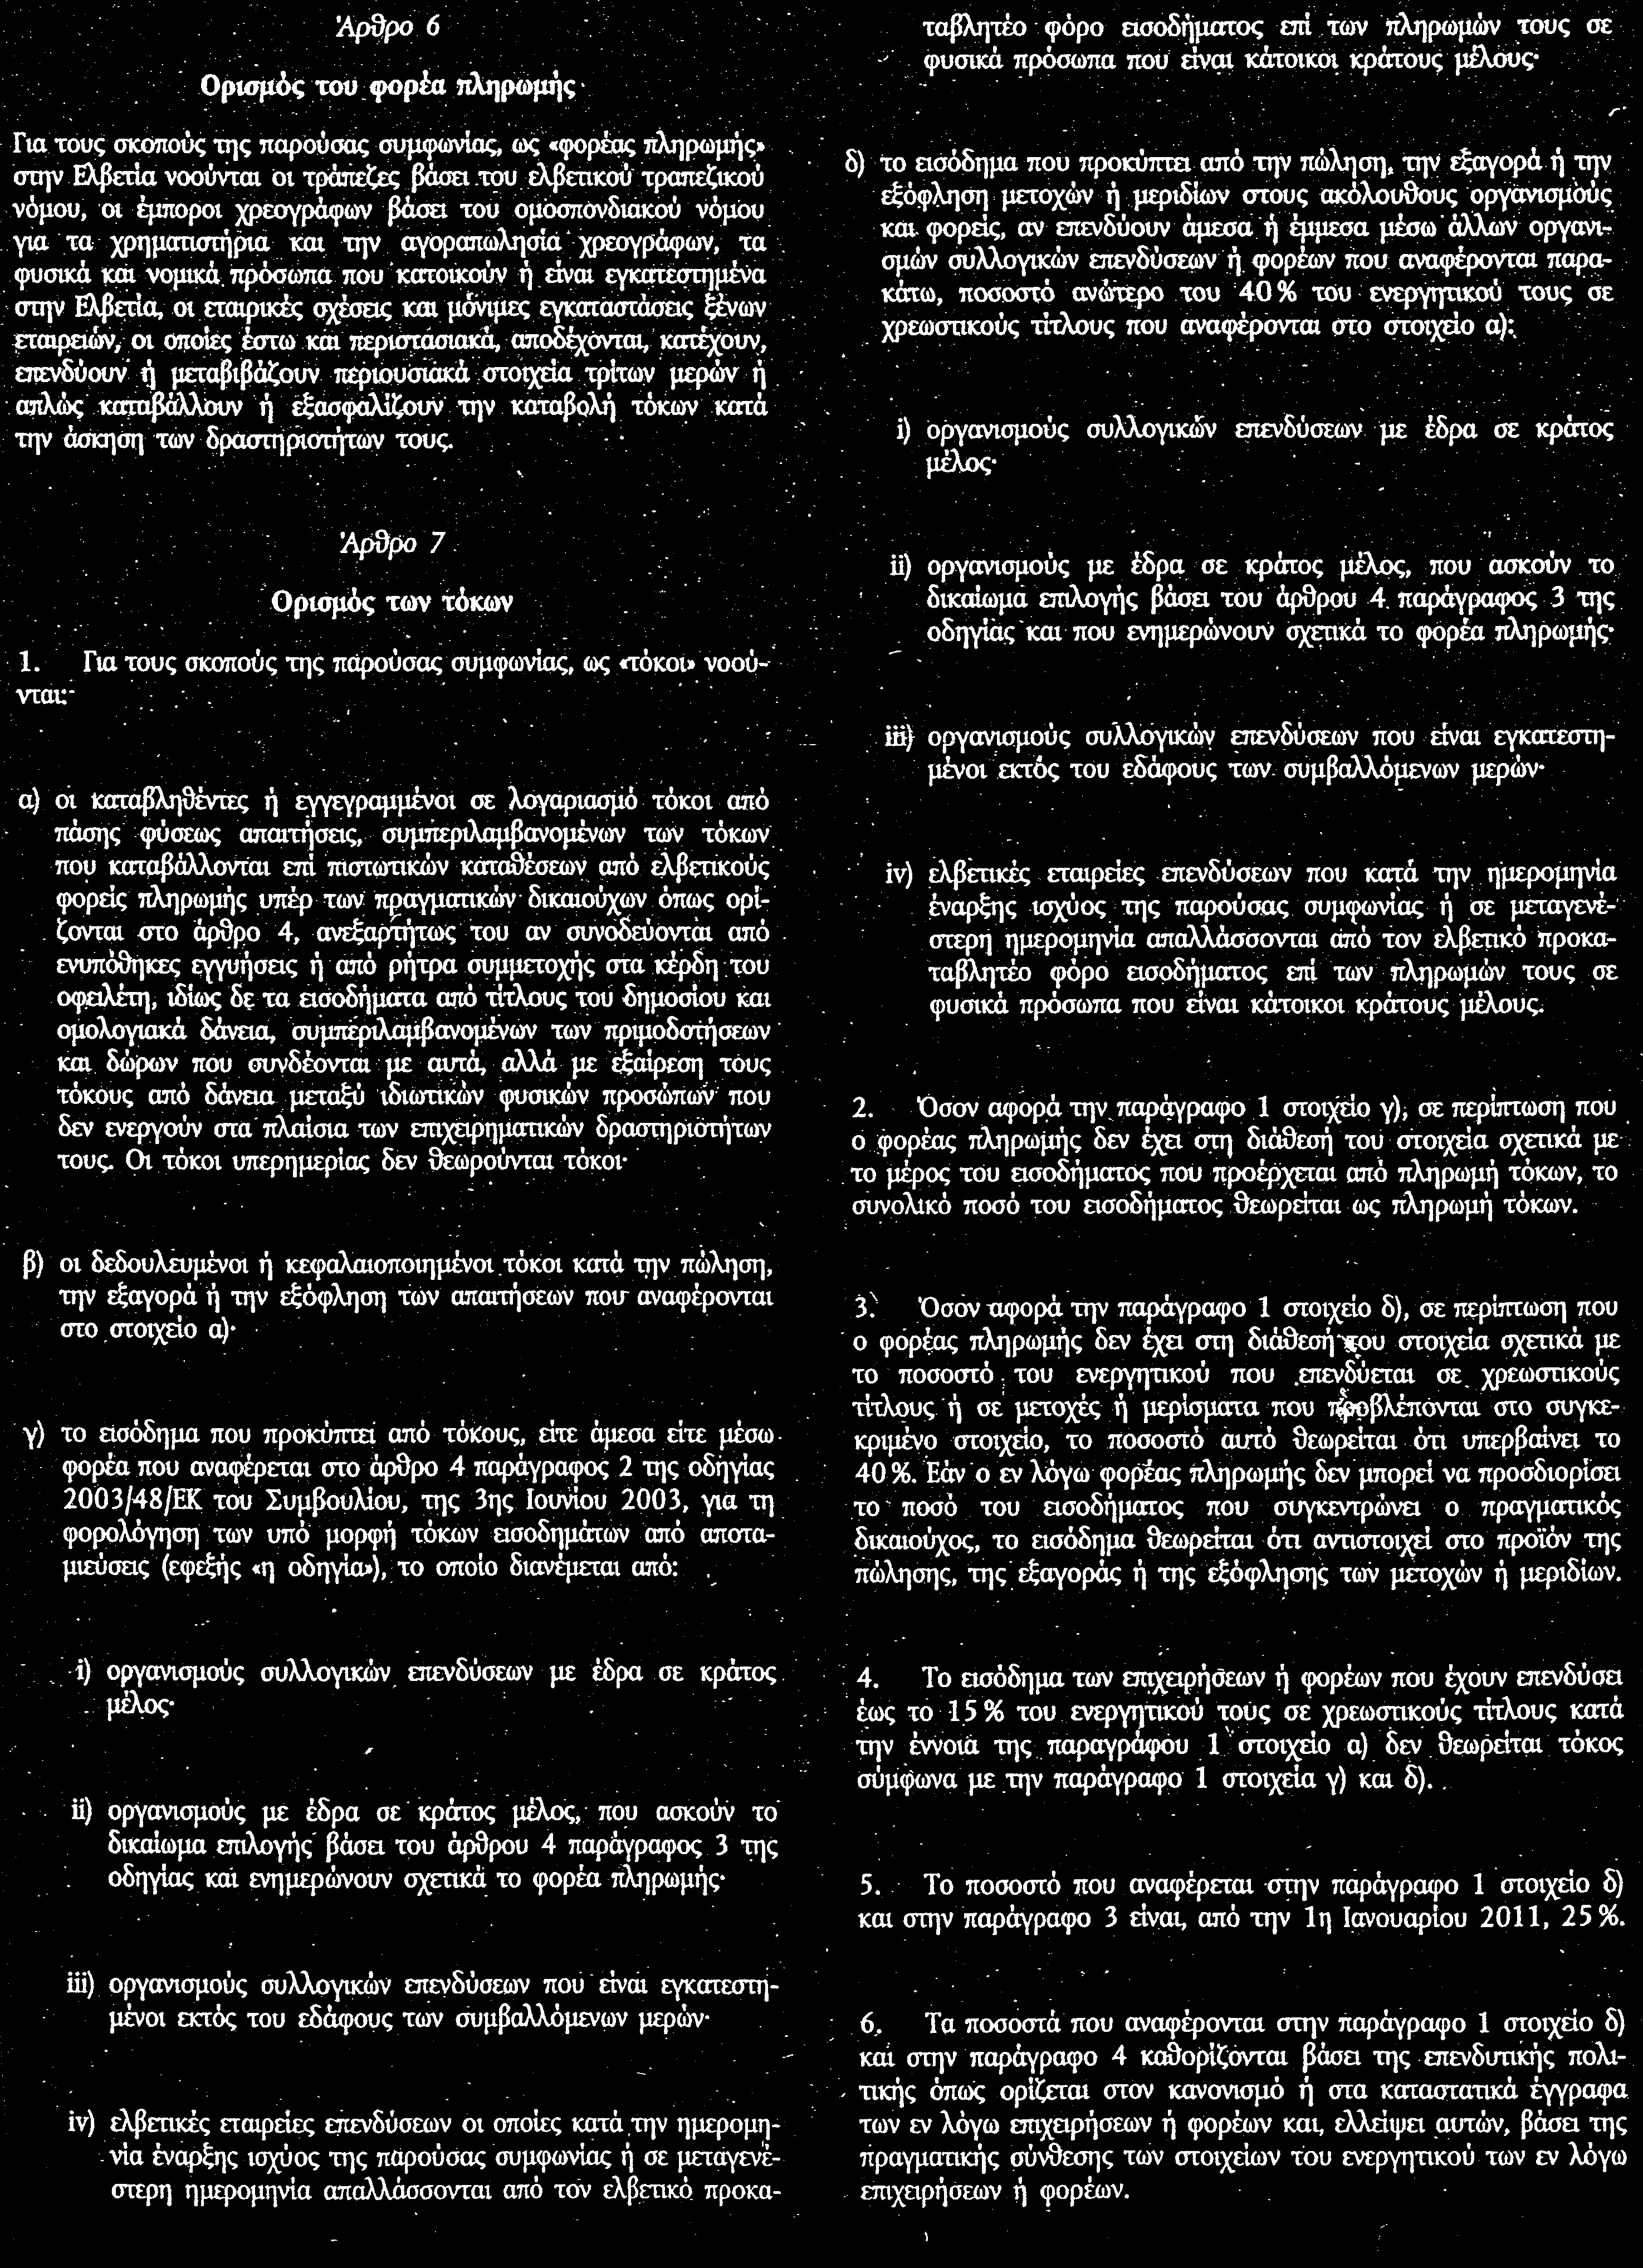 Άρθρο 6
Ορισμός του φορέα πληρωμής
Για τους σκοπούς της παρούσας συμφωνίας, ως «φορέας πληρωμής»
στην Ελβετία νοούνται οι τράπεζες βάσει του ελβετικού τραπεζικού
νόμου, οι έμποροι χρεογράφων βάσει του ομοσπονδιακού νόμου
για τα χρηματιστήρια και την αγοραπωλησία χρεογράφων, τα
φυσικά και νομικά πρόσωπα που κατοικούν ή είναι εγκατεστημένα
στην Ελβετία, οι εταιρικές σχέσεις και μόνιμες εγκαταστάσεις ξένων
εταιρειών, οι οποίες έστω και περιστασιακά, αποδέχονται, κατέχουν,
επενδύουν ή μεταβιβάζουν περιουσιακά στοιχεία τρίτων μερών ή
απλώς καταβάλλουν ή εξασφαλίζουν την καταβολή τόκων κατά
την άσκηση των δραστηριοτήτων τους.
Άρθρο 7
Ορισμός των τόκων
1. Για τους σκοπούς της παρούσας συμφωνίας, ως «τόκοι» νοού-
νται:
α) οι καταβληθέντες ή εγγεγραμμένοι σε λογαριασμό τόκοι από
πάσης φύσεως απαιτήσεις, συμπεριλαμβανομένων των τόκων
που καταβάλλονται επί πιστωτικών καταθέσεων από ελβετικούς
φορείς πληρωμής υπέρ των πραγματικών δικαιούχων όπως ορί-
ζονται στο άρθρο 4, ανεξαρτήτως του αν συνοδεύονται από
ενυπόθηκες εγγυήσεις ή από ρήτρα συμμετοχής στα κέρδη του
οφειλέτη, ιδίως δε τα εισοδήματα από τίτλους του δημοσίου και
ομολογιακά δάνεια, συμπεριλαμβανομένων των πριμοδοτήσεων
και δώρων που συνδέονται με αυτά, αλλά με εξαίρεση τους
τόκους από δάνεια μεταξύ ιδιωτικών φυσικών προσώπων που
δεν ενεργούν στα πλαίσια των επιχειρηματικών δραστηριοτήτων
τους. Οι τόκοι υπερημερίας δεν θεωρούνται τόκοι·
β) οι δεδουλευμένοι ή κεφαλαιοποιημένοι τόκοι κατά την πώληση,
την εξαγορά ή την εξόφληση των απαιτήσεων που αναφέρονται
στο στοιχείο α)·
γ) το εισόδημα που προκύπτει από τόκους, είτε άμεσα είτε μέσω
φορέα που αναφέρεται στο άρθρο 4 παράγραφος 2 της οδηγίας
2003/48/ΕΚ του Συμβουλίου, της 3ης Ιουνίου 2003, για τη
φορολόγηση των υπό μορφή τόκων εισοδημάτων από αποτα-
μιεύσεις (εφεξής «η οδηγία»), το οποίο διανέμεται από:
i) οργανισμούς συλλογικών επενδύσεων με έδρα σε κράτος
μέλος·
ii) οργανισμούς με έδρα σε κράτος μέλος, που ασκούν το
δικαίωμα επιλογής βάσει του άρθρου 4 παράγραφος 3 της
οδηγίας και ενημερώνουν σχετικά το φορέα πληρωμής·
iii) οργανισμούς συλλογικών επενδύσεων που είναι εγκατεστη-
μένοι εκτός του εδάφους των συμβαλλόμενων μερών·
iv) ελβετικές εταιρείες επενδύσεων οι οποίες κατά την ημερομη-
νία έναρξης ισχύος της παρούσας συμφωνίας ή σε μεταγενέ-
στερη ημερομηνία απαλλάσσονται από τον ελβετικό προκα-
ταβλητέο φόρο εισοδήματος επί των πληρωμών τους σε
φυσικά πρόσωπα που είναι κάτοικοι κράτους μέλους·
δ) το εισόδημα που προκύπτει από την πώληση, την εξαγορά ή την
εξόφληση μετοχών ή μεριδίων στους ακόλουθους οργανισμούς
και φορείς, αν επενδύουν άμεσα ή έμμεσα μέσω άλλων οργανι-
σμών συλλογικών επενδύσεων ή φορέων που αναφέρονται παρα-
κάτω, ποσοστό ανώτερο του 40 % του ενεργητικού τους σε
χρεωστικούς τίτλους που αναφέρονται στο στοιχείο α):
i) οργανισμούς συλλογικών επενδύσεων με έδρα σε κράτος
μέλος·
ii) οργανισμούς με έδρα σε κράτος μέλος, που ασκούν το
δικαίωμα επιλογής βάσει του άρθρου 4 παράγραφος 3 της
οδηγίας και που ενημερώνουν σχετικά το φορέα πληρωμής·
iii) οργανισμούς συλλογικών επενδύσεων που είναι εγκατεστη-
μένοι εκτός του εδάφους των συμβαλλόμενων μερών·
iv) ελβετικές εταιρείες επενδύσεων που κατά την ημερομηνία
έναρξης ισχύος της παρούσας συμφωνίας ή σε μεταγενέ-
στερη ημερομηνία απαλλάσσονται από τον ελβετικό προκα-
ταβλητέο φόρο εισοδήματος επί των πληρωμών τους σε
φυσικά πρόσωπα που είναι κάτοικοι κράτους μέλους.
2. Όσον αφορά την παράγραφο 1 στοιχείο γ), σε περίπτωση που
ο φορέας πληρωμής δεν έχει στη διάθεσή του στοιχεία σχετικά με
το μέρος του εισοδήματος που προέρχεται από πληρωμή τόκων, το
συνολικό ποσό του εισοδήματος θεωρείται ως πληρωμή τόκων.
3. Όσον αφορά την παράγραφο 1 στοιχείο δ), σε περίπτωση που
ο φορέας πληρωμής δεν έχει στη διάθεσή του στοιχεία σχετικά με
το ποσοστό του ενεργητικού που επενδύεται σε χρεωστικούς
τίτλους ή σε μετοχές ή μερίσματα που προβλέπονται στο συγκε-
κριμένο στοιχείο, το ποσοστό αυτό θεωρείται ότι υπερβαίνει το
40 %. Εάν ο εν λόγω φορέας πληρωμής δεν μπορεί να προσδιορίσει
το ποσό του εισοδήματος που συγκεντρώνει ο πραγματικός
δικαιούχος, το εισόδημα θεωρείται ότι αντιστοιχεί στο προϊόν της
πώλησης, της εξαγοράς ή της εξόφλησης των μετοχών ή μεριδίων.
4. Το εισόδημα των επιχειρήσεων ή φορέων που έχουν επενδύσει
έως το 15 % του ενεργητικού τους σε χρεωστικούς τίτλους κατά
την έννοια της παραγράφου 1 στοιχείο α) δεν θεωρείται τόκος
σύμφωνα με την παράγραφο 1 στοιχεία γ) και δ).
5. Το ποσοστό που αναφέρεται στην παράγραφο 1 στοιχείο δ)
και στην παράγραφο 3 είναι, από την 1η Ιανουαρίου 2011, 25 %.
6. Τα ποσοστά που αναφέρονται στην παράγραφο 1 στοιχείο δ)
και στην παράγραφο 4 καθορίζονται βάσει της επενδυτικής πολι-
τικής όπως ορίζεται στον κανονισμό ή στα καταστατικά έγγραφα
των εν λόγω επιχειρήσεων ή φορέων και, ελλείψει αυτών, βάσει της
πραγματικής σύνθεσης των στοιχείων του ενεργητικού των εν λόγω
επιχειρήσεων ή φορέων.